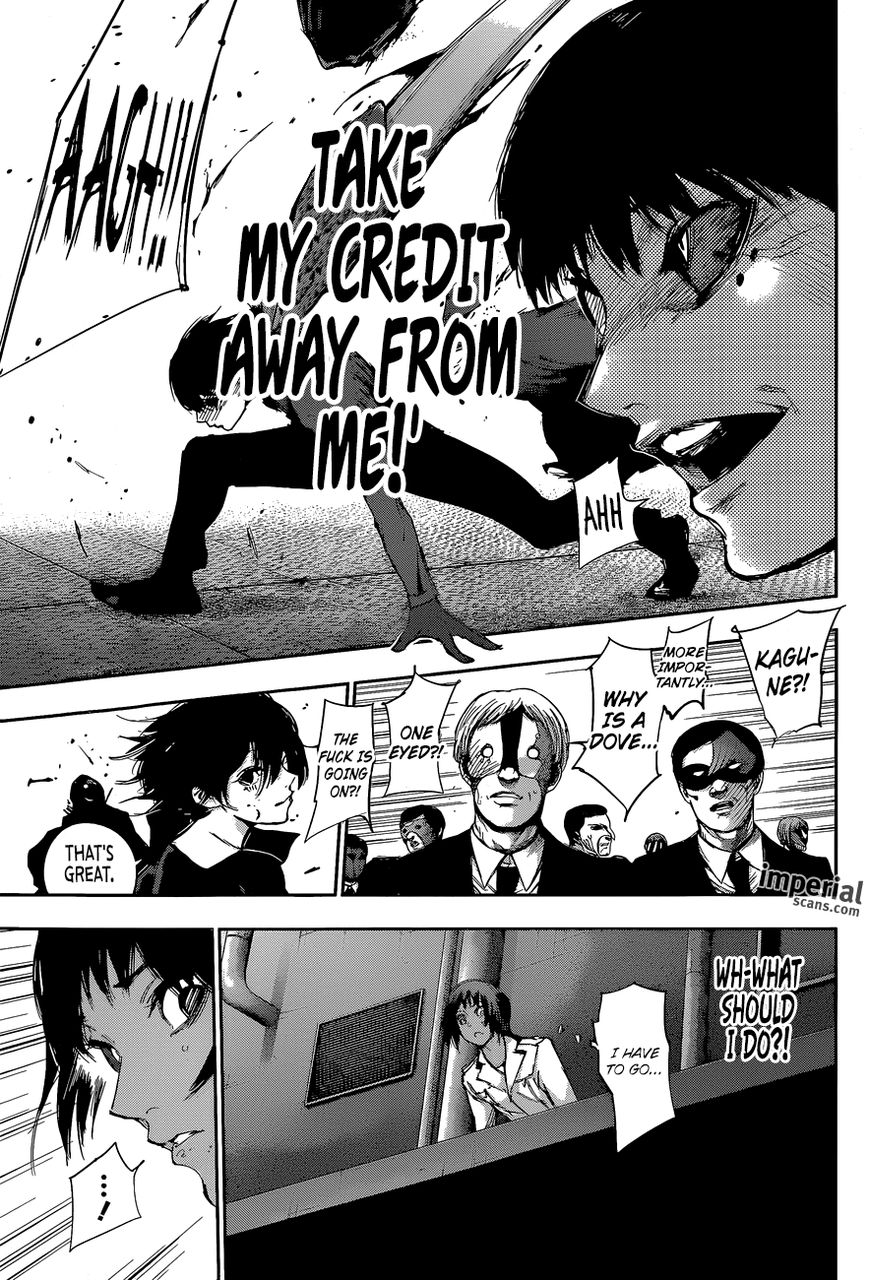 TAKE
MY CREDIT
AWAY FROM
ME!
AAGH!!!!
AHH
KAGU-
NE?!
MORE
IMPOR-
TANTLY...
WHY
IS A
DOVE...
ONE
EYED?!
THE
FUCK IS
GOING
ON?!
THAT'S
GREAT.
imperial
scans.com
WH-WHAT
SHOULD
I DO?!
I HAVE
TO GO...
...!